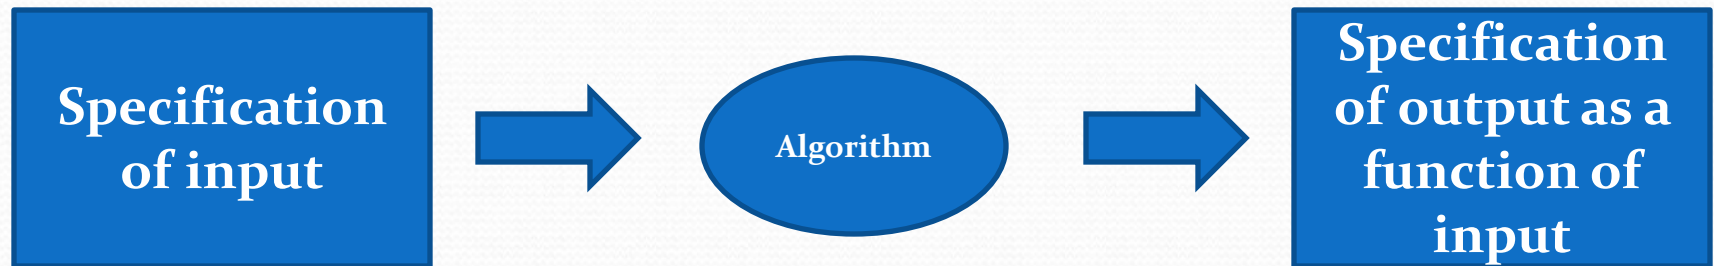 Specification
of input
Algorithm
Specification
of output as a
function of
input